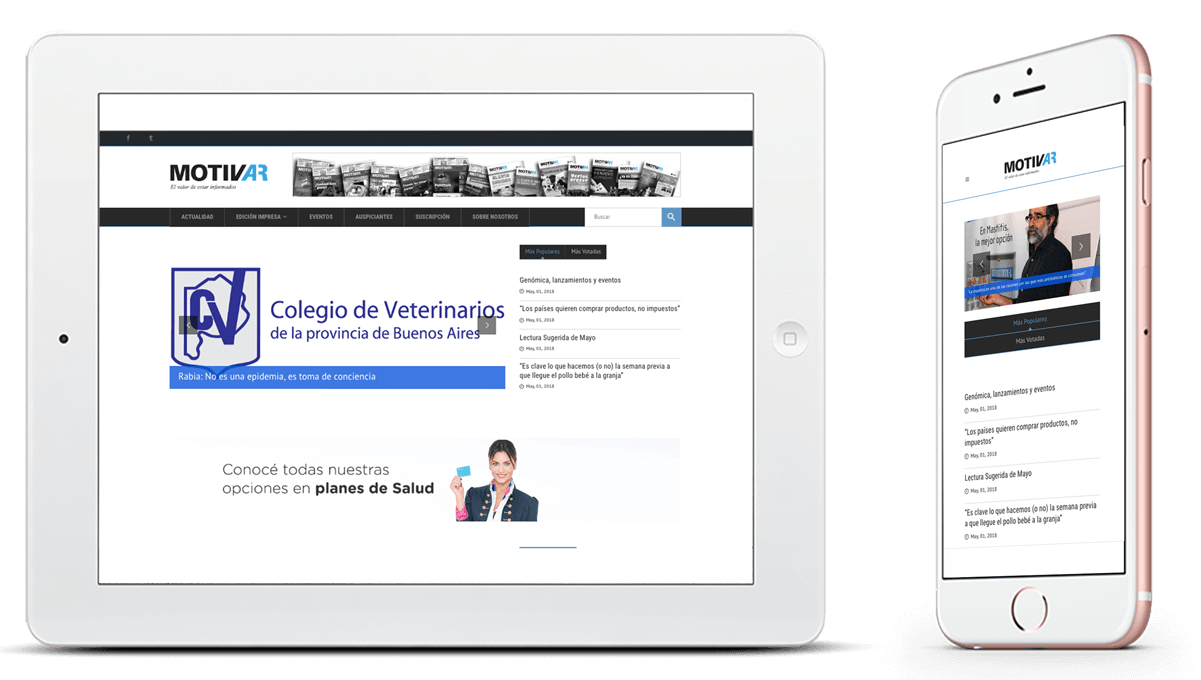 f t
MOTIVAR
El valor de estar informados
ACTUALIDAD EDICIÓN IMPRESA EVENTOS AUSPICIANTES SUSCRIPCIÓN SOBRE NOSOTROS Buscar
Más Populares Más Votadas
CV
Colegio de Veterinarios
de la provincia de Buenos Aires
Rabia: No es una epidemia, es toma de conciencia
Genómica, lanzamientos y eventos
May, 01, 2018
"Los países quieren comprar productos, no impuestos"
May, 01, 2018
Lectura Sugerida de Mayo
May, 01, 2018
"Es clave lo que hacemos (o no) la semana previa a
que llegue el pollo bebé a la granja"
May, 01, 2018
Conocé todas nuestras
opciones en planes de Salud
MOTIVAR
El valor de estar informados
En Mastitis,
la mejor opción
Más Populares
Más Votadas
Genómica, lanzamientos y eventos
May, 01, 2018
"Los países quieren comprar productos, no
impuestos"
May, 01, 2018
Lectura Sugerida de Mayo
May, 01, 2018
"Es clave lo que hacemos (o no) la semana previa
a que llegue el pollo bebé a la granja"
May, 01, 2018